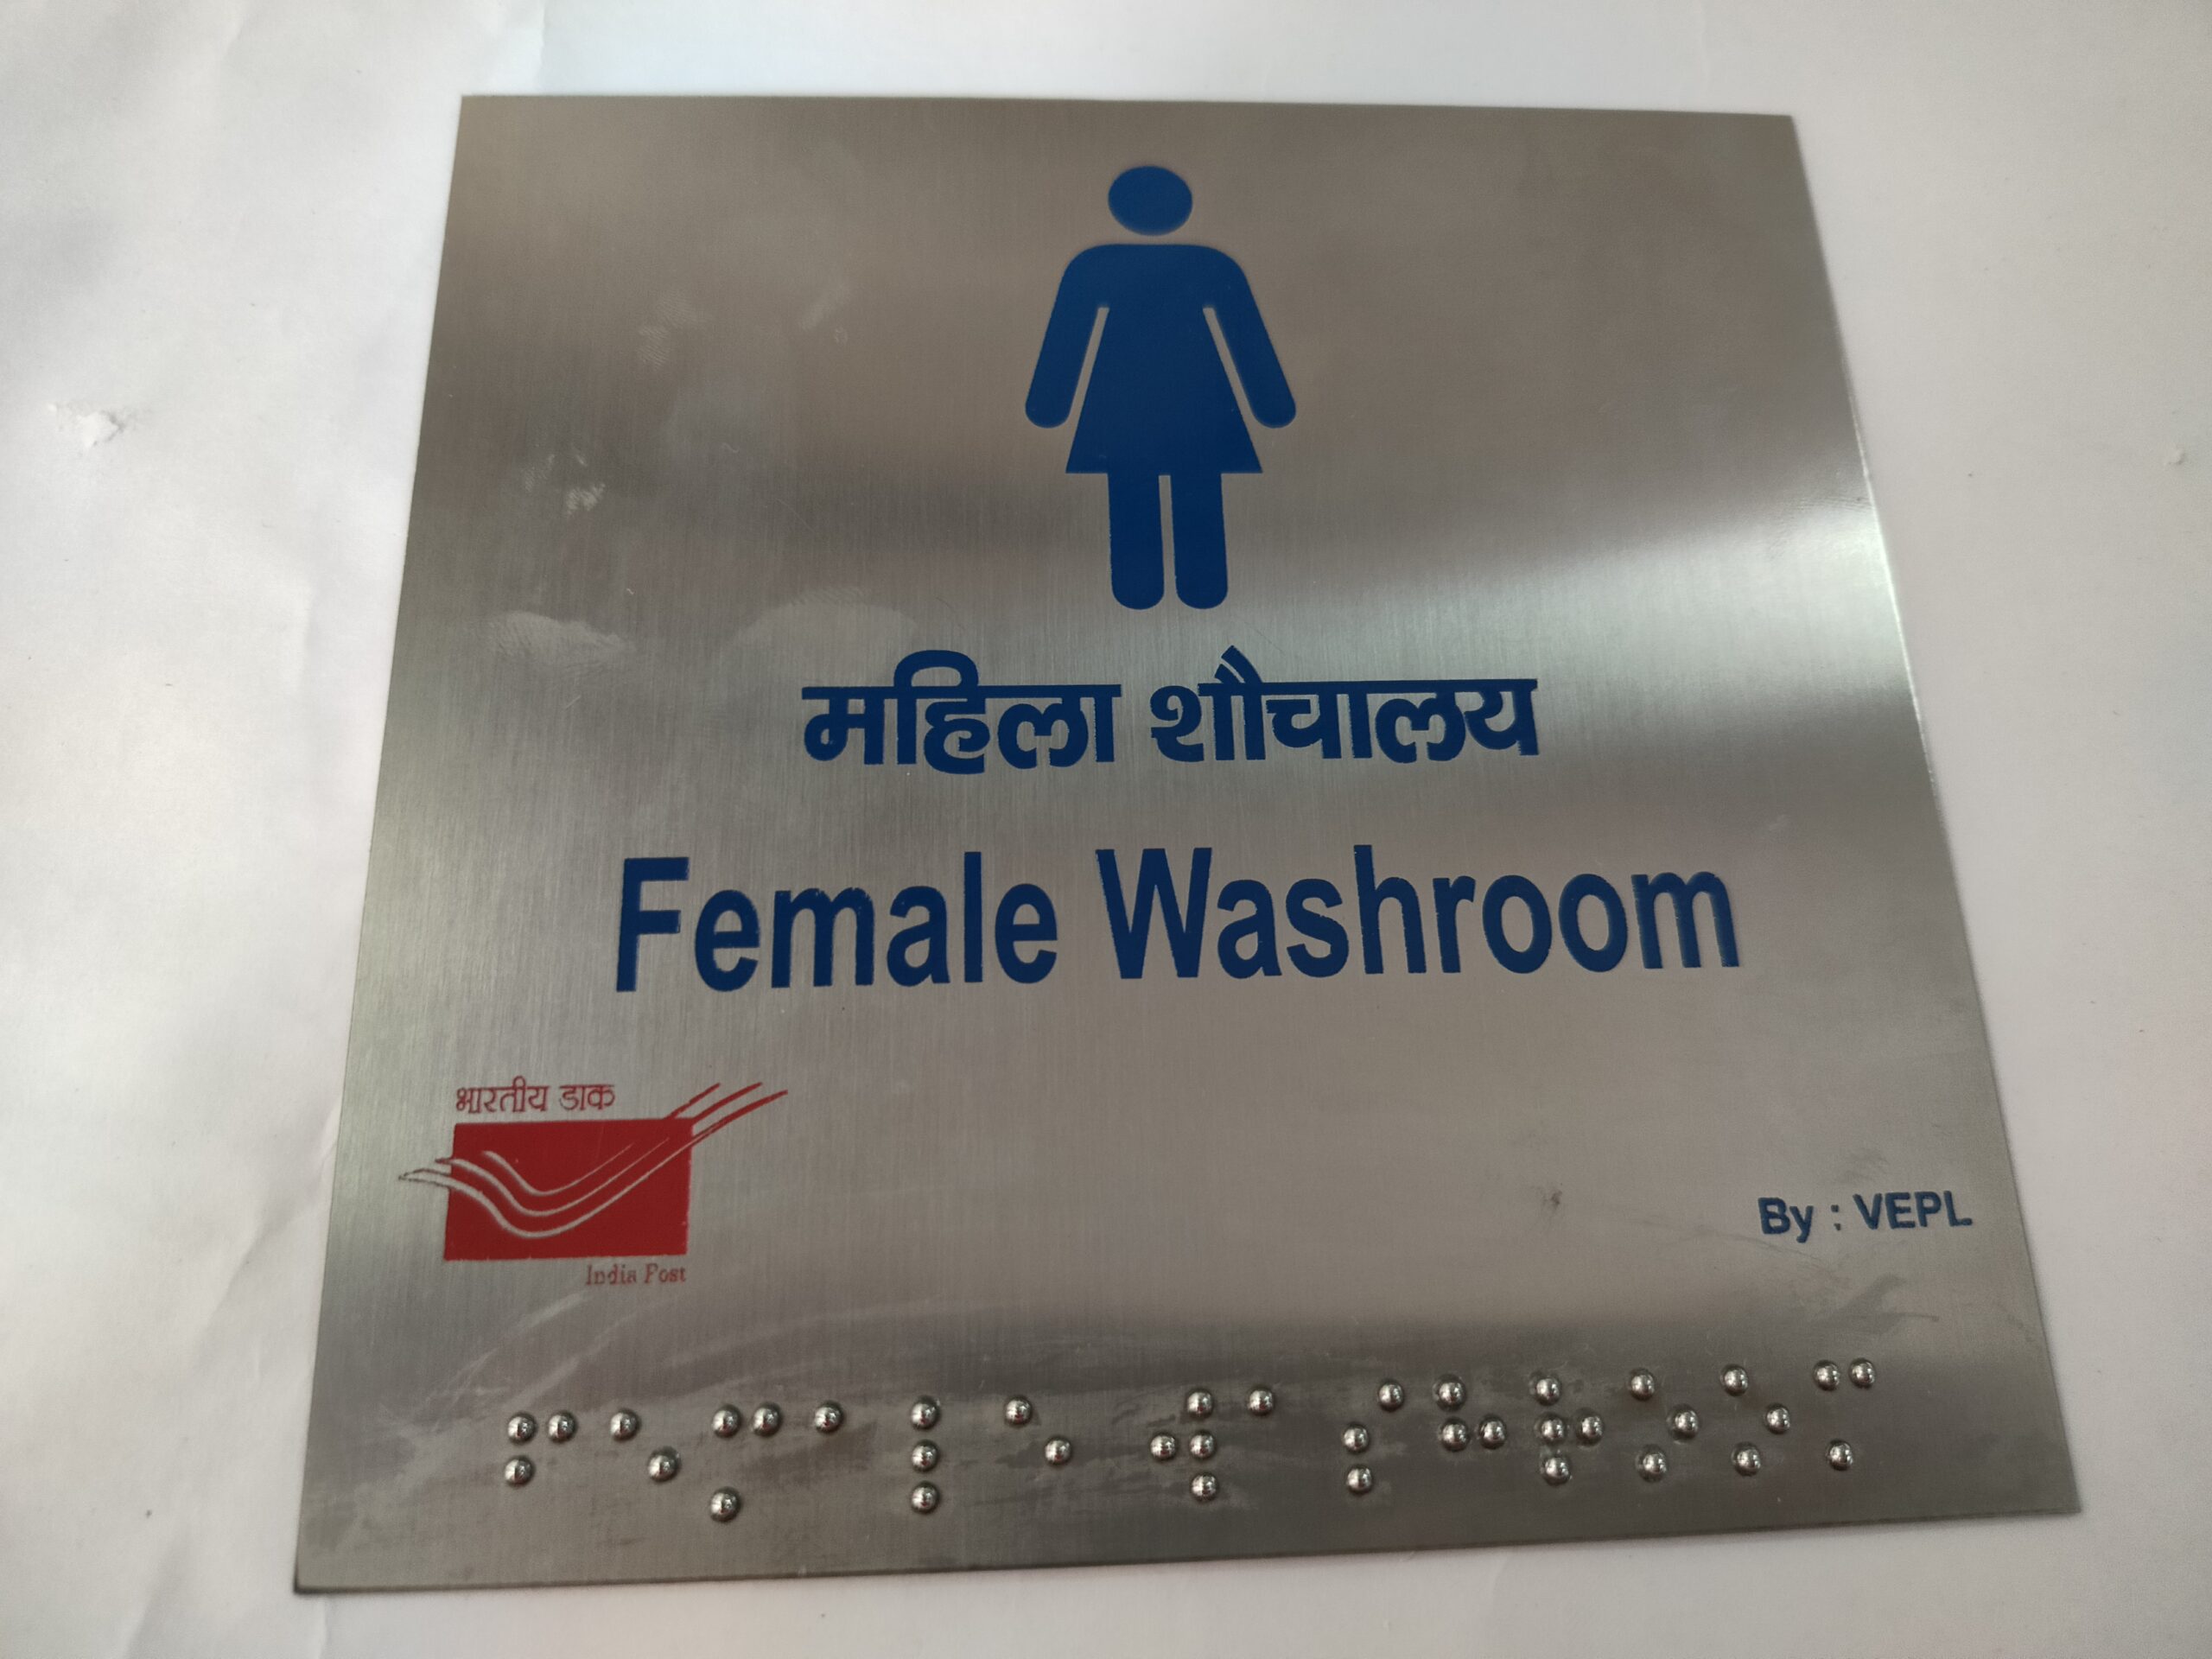 महिला शौचालय
Female Washroom
भारतीय डाक
India Post
By : VEPL
⠋⠑⠍⠁⠇⠑ ⠺⠁⠎⠓⠗⠕⠕⠍